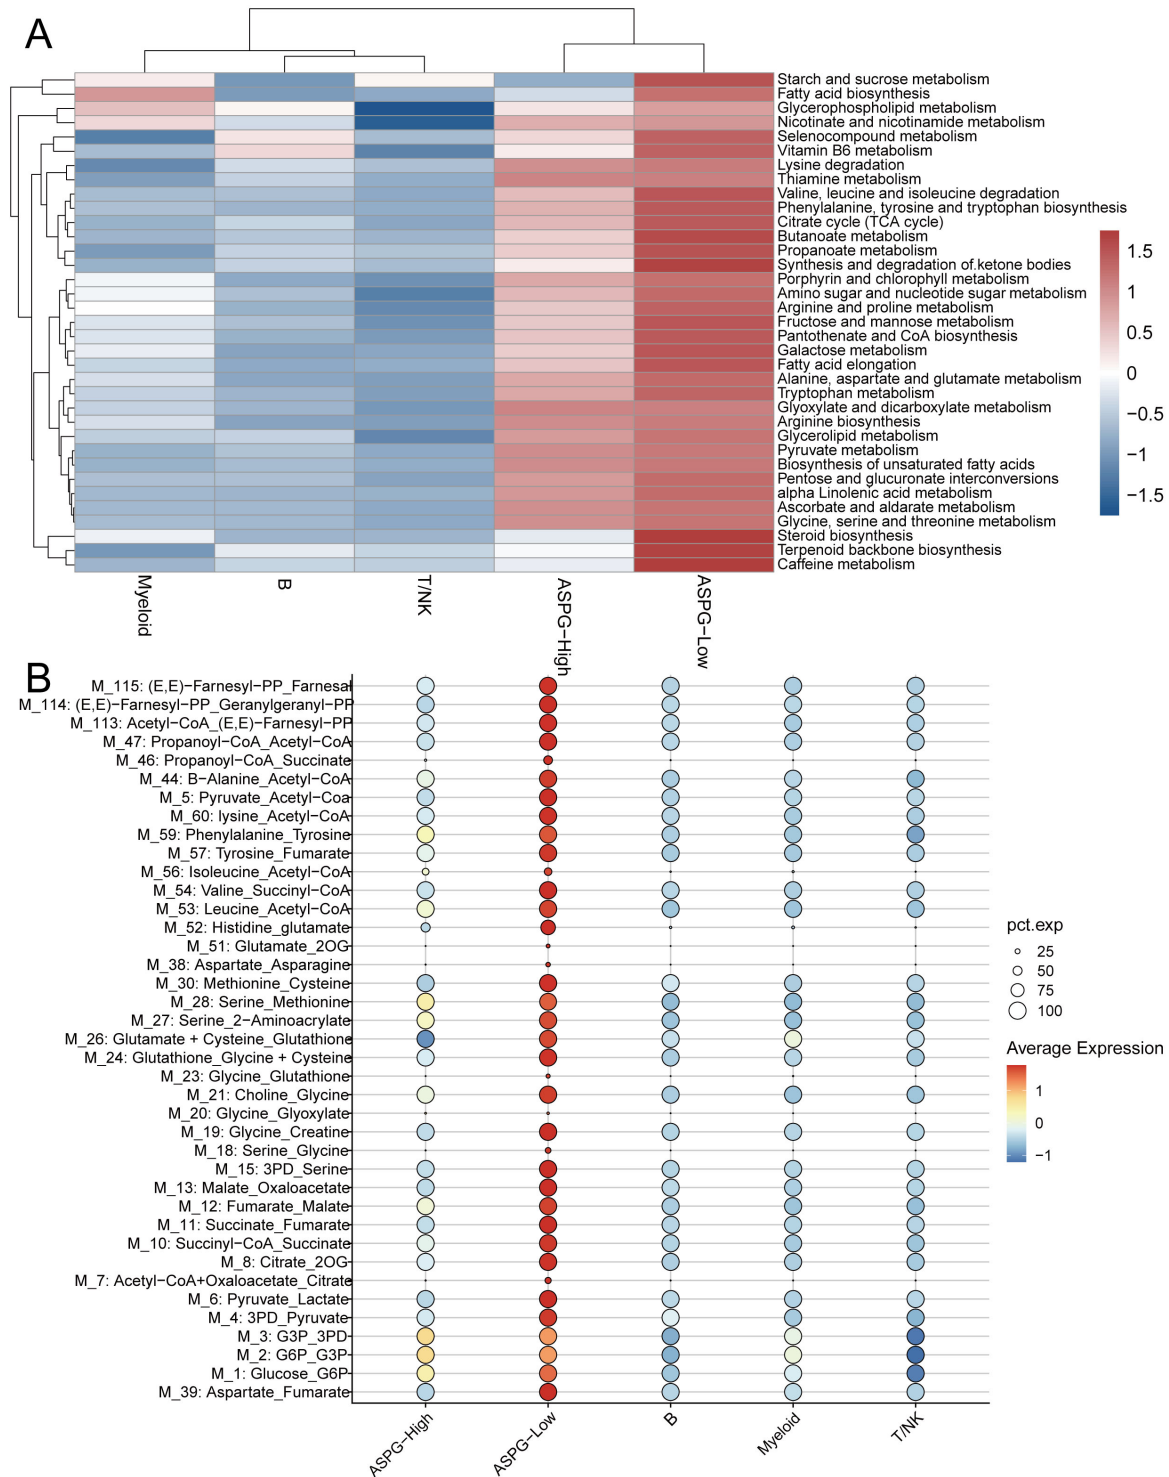 A
Starch and sucrose metabolism
Fatty acid biosynthesis
Glycerophospholipid metabolism
Nicotinate and nicotinamide metabolism
Selenocompound metabolism
Vitamin B6 metabolism
Lysine degradation
Thiamine metabolism
Valine, leucine and isoleucine degradation
Phenylalanine, tyrosine and tryptophan biosynthesis
Citrate cycle (TCA cycle)
Butanoate metabolism
Propanoate metabolism
Synthesis and degradation of.ketone bodies
Porphyrin and chlorophyll metabolism
Amino sugar and nucleotide sugar metabolism
Arginine and proline metabolism
Fructose and mannose metabolism
Pantothenate and CoA biosynthesis
Galactose metabolism
Fatty acid elongation
Alanine, aspartate and glutamate metabolism
Tryptophan metabolism
Glyoxylate and dicarboxylate metabolism
Arginine biosynthesis
Glycerolipid metabolism
Pyruvate metabolism
Biosynthesis of unsaturated fatty acids
Pentose and glucuronate interconversions
alpha Linolenic acid metabolism
Ascorbate and aldarate metabolism
Glycine, serine and threonine metabolism
Steroid biosynthesis
Terpenoid backbone biosynthesis
Caffeine metabolism
1.5
1
0.5
0
−0.5
−1
−1.5
Myeloid
B
T/NK
ASPG−High
ASPG−Low
B
M_115: (E,E)−Farnesyl−PP_Farnesal
M_114: (E,E)−Farnesyl−PP_Geranylgeranyl−PP
M_113: Acetyl−CoA_(E,E)−Farnesyl−PP
M_47: Propanoyl−CoA_Acetyl−CoA
M_46: Propanoyl−CoA_Succinate
M_44: B−Alanine_Acetyl−CoA
M_5: Pyruvate_Acetyl−Coa
M_60: lysine_Acetyl−CoA
M_59: Phenylalanine_Tyrosine
M_57: Tyrosine_Fumarate
M_56: Isoleucine_Acetyl−CoA
M_54: Valine_Succinyl−CoA
M_53: Leucine_Acetyl−CoA
M_52: Histidine_glutamate
M_51: Glutamate_2OG
M_38: Aspartate_Asparagine
M_30: Methionine_Cysteine
M_28: Serine_Methionine
M_27: Serine_2−Aminoacrylate
M_26: Glutamate + Cysteine_Glutathione
M_24: Glutathione_Glycine + Cysteine
M_23: Glycine_Glutathione
M_21: Choline_Glycine
M_20: Glycine_Glyoxylate
M_19: Glycine_Creatine
M_18: Serine_Glycine
M_15: 3PD_Serine
M_13: Malate_Oxaloacetate
M_12: Fumarate_Malate
M_11: Succinate_Fumarate
M_10: Succinyl−CoA_Succinate
M_8: Citrate_2OG
M_7: Acetyl−CoA+Oxaloacetate_Citrate
M_6: Pyruvate_Lactate
M_4: 3PD_Pyruvate
M_3: G3P_3PD
M_2: G6P_G3P
M_1: Glucose_G6P
M_39: Aspartate_Fumarate
ASPG−High
ASPG−Low
B
Myeloid
T/NK
pct.exp
25
50
75
100
Average Expression
1
0
−1